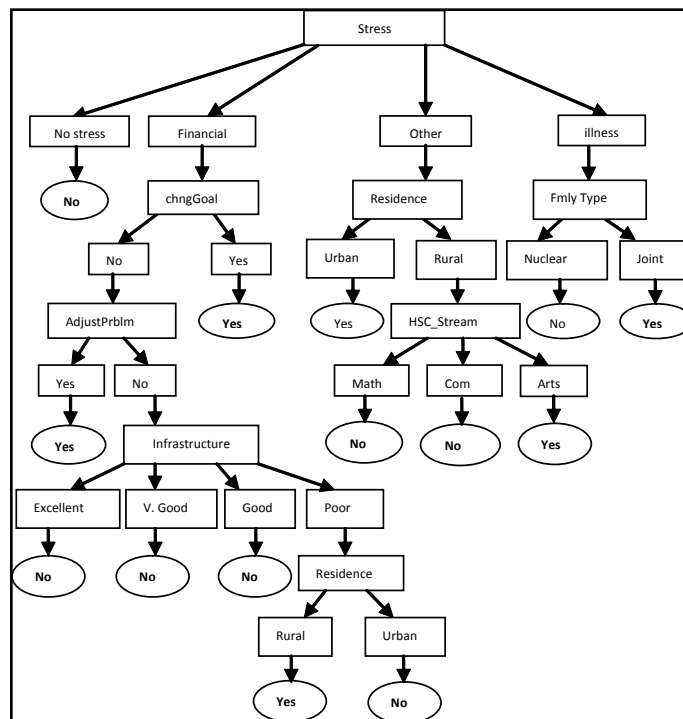 Stress
No stress
Financial
Other
illness
No
chngGoal
Residence
Fmly Type
No
Yes
Urban
Rural
Nuclear
Joint
AdjustPrblm
Yes
Yes
HSC_Stream
No
Yes
Yes
No
Math
Com
Arts
Yes
Infrastructure
No
No
Yes
Excellent
V. Good
Good
Poor
No
No
No
Residence
Rural
Urban
Yes
No